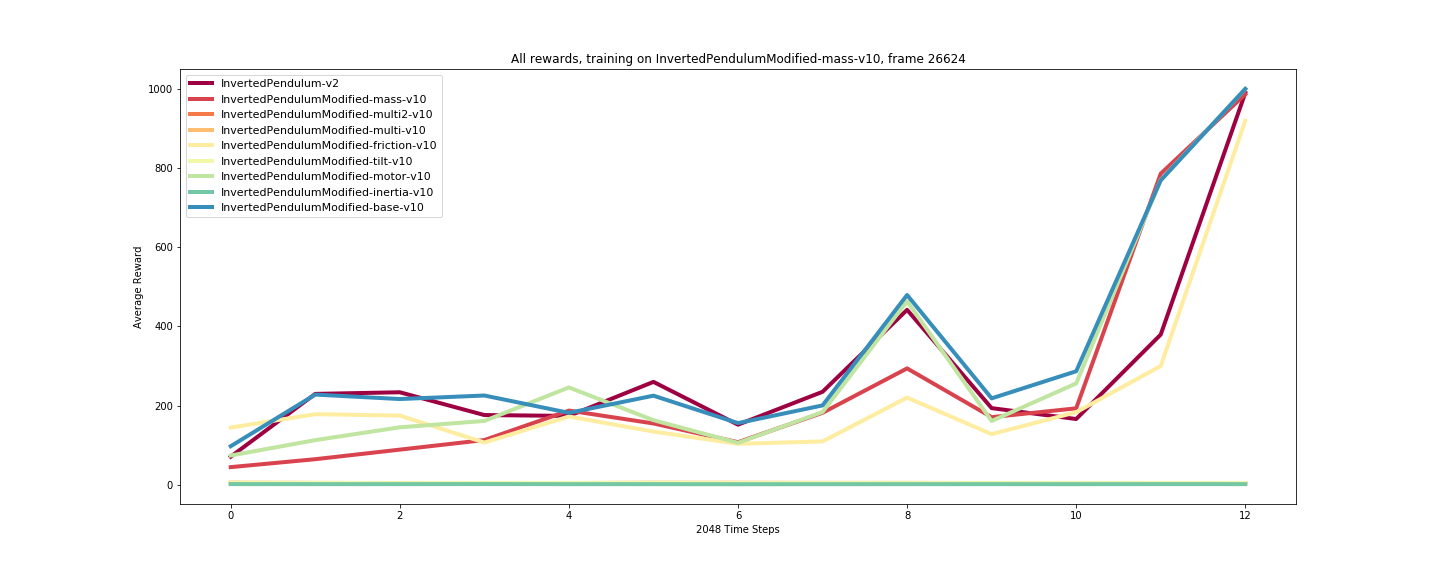 All rewards, training on InvertedPendulumModified-mass-v10, frame 26624
InvertedPendulum-v2
InvertedPendulumModified-mass-v10
InvertedPendulumModified-multi2-v10
InvertedPendulumModified-multi-v10
InvertedPendulumModified-friction-v10
InvertedPendulumModified-tilt-v10
InvertedPendulumModified-motor-v10
InvertedPendulumModified-inertia-v10
InvertedPendulumModified-base-v10
1000
800
600
400
200
0
Average Reward
0 2 4 6 8 10 12
2048 Time Steps